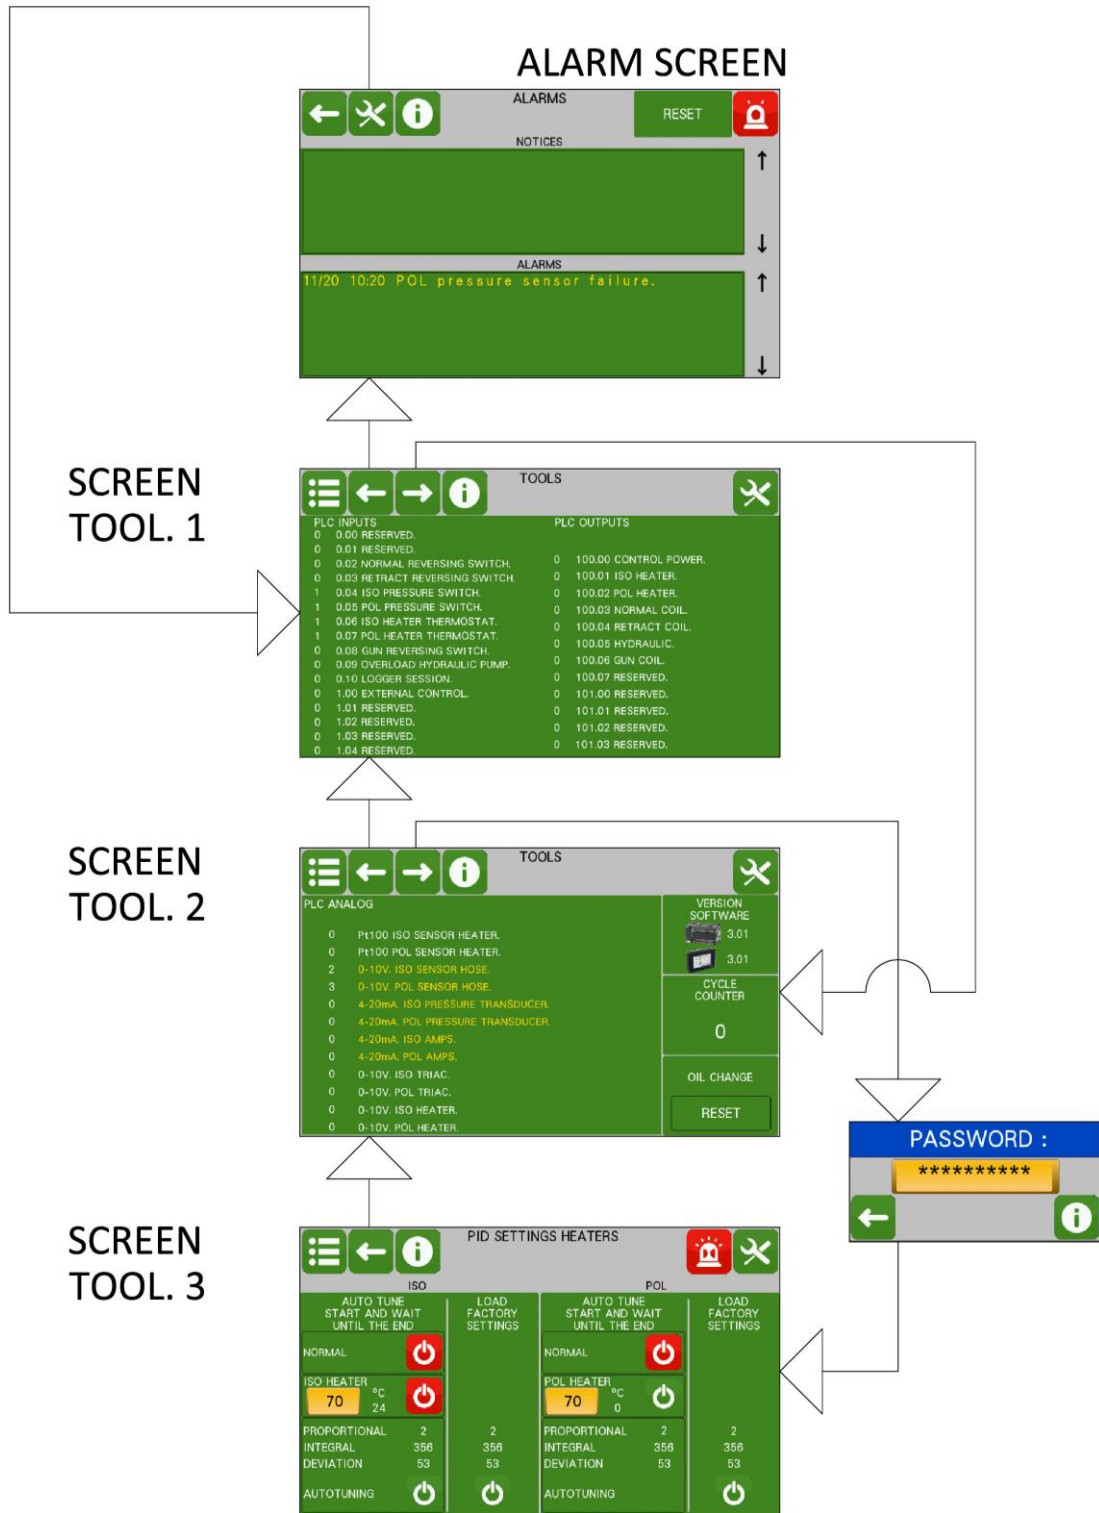 ALARM SCREEN
ALARMS
RESET
NOTICES
ALARMS
11/20 10:20 POL pressure sensor failure.
SCREEN
TOOL. 1
TOOLS
PLC INPUTS
0 0.00 RESERVED.
0 0.01 RESERVED.
0 0.02 NORMAL REVERSING SWITCH.
0 0.03 RETRACT REVERSING SWITCH.
1 0.04 ISO PRESSURE SWITCH.
1 0.05 POL PRESSURE SWITCH.
1 0.06 ISO HEATER THERMOSTAT.
1 0.07 POL HEATER THERMOSTAT.
0 0.08 GUN REVERSING SWITCH.
0 0.09 OVERLOAD HYDRAULIC PUMP.
0 0.10 LOGGER SESSION.
0 1.00 EXTERNAL CONTROL.
0 1.01 RESERVED.
0 1.02 RESERVED.
0 1.03 RESERVED.
0 1.04 RESERVED.
PLC OUTPUTS
0 100.00 CONTROL POWER.
0 100.01 ISO HEATER.
0 100.02 POL HEATER.
0 100.03 NORMAL COIL.
0 100.04 RETRACT COIL.
0 100.05 HYDRAULIC.
0 100.06 GUN COIL.
0 100.07 RESERVED.
0 101.00 RESERVED.
0 101.01 RESERVED.
0 101.02 RESERVED.
0 101.03 RESERVED.
SCREEN
TOOL. 2
TOOLS
PLC ANALOG
0 Pt100 ISO SENSOR HEATER.
0 Pt100 POL SENSOR HEATER.
2 0-10V. ISO SENSOR HOSE.
3 0-10V. POL SENSOR HOSE.
0 4-20mA. ISO PRESSURE TRANSDUCER.
0 4-20mA. POL PRESSURE TRANSDUCER.
0 4-20mA. ISO AMPS.
0 4-20mA. POL AMPS.
0 0-10V. ISO TRIAC.
0 0-10V. POL TRIAC.
0 0-10V. ISO HEATER.
0 0-10V. POL HEATER.
VERSION
SOFTWARE
3.01
3.01
CYCLE
COUNTER
0
OIL CHANGE
RESET
PASSWORD :
**********
SCREEN
TOOL. 3
PID SETTINGS HEATERS
ISO
AUTO TUNE
START AND WAIT
UNTIL THE END
NORMAL
ISO HEATER
70 ºC
24
PROPORTIONAL 2
INTEGRAL 356
DEVIATION 53
AUTOTUNING
LOAD
FACTORY
SETTINGS
2
356
53
POL
AUTO TUNE
START AND WAIT
UNTIL THE END
NORMAL
POL HEATER
70 ºC
0
PROPORTIONAL 2
INTEGRAL 356
DEVIATION 53
AUTOTUNING
LOAD
FACTORY
SETTINGS
2
356
53